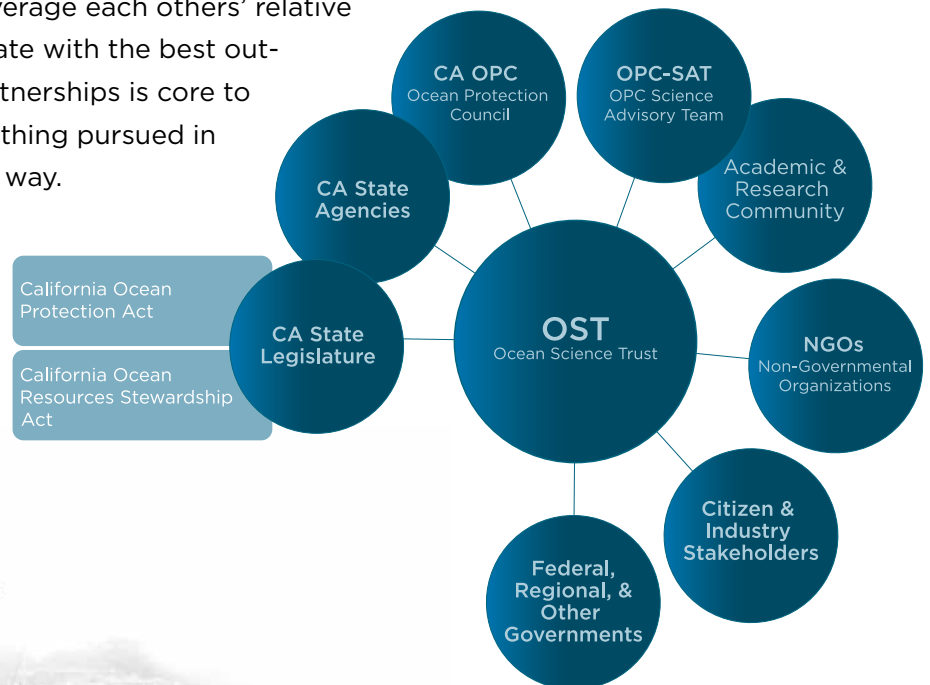 verage each others’ relative
ate with the best out-
tnerships is core to
thing pursued in
way.
CA OPC
Ocean Protection
Council
OPC-SAT
OPC Science
Advisory Team
CA State
Agencies
Academic &
Research
Community
California Ocean
Protection Act
California Ocean
Resources Stewardship
Act
CA State
Legislature
OST
Ocean Science Trust
NGOs
Non-Governmental
Organizations
Citizen &
Industry
Stakeholders
Federal,
Regional, &
Other
Governments